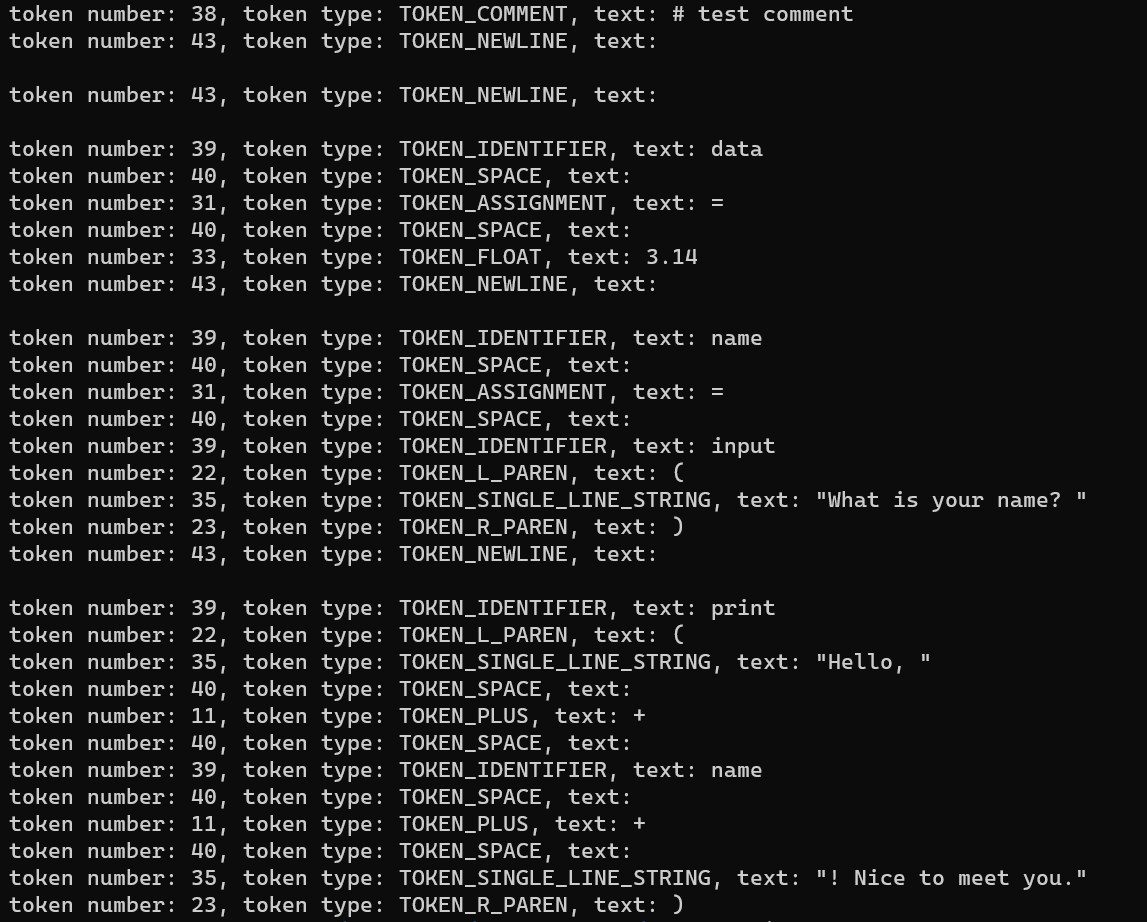 token number: 38, token type: TOKEN_COMMENT, text: # test comment
token number: 43, token type: TOKEN_NEWLINE, text:
token number: 43, token type: TOKEN_NEWLINE, text:
token number: 39, token type: TOKEN_IDENTIFIER, text: data
token number: 40, token type: TOKEN_SPACE, text:
token number: 31, token type: TOKEN_ASSIGNMENT, text: =
token number: 40, token type: TOKEN_SPACE, text:
token number: 33, token type: TOKEN_FLOAT, text: 3.14
token number: 43, token type: TOKEN_NEWLINE, text:
token number: 39, token type: TOKEN_IDENTIFIER, text: name
token number: 40, token type: TOKEN_SPACE, text:
token number: 31, token type: TOKEN_ASSIGNMENT, text: =
token number: 40, token type: TOKEN_SPACE, text:
token number: 39, token type: TOKEN_IDENTIFIER, text: input
token number: 22, token type: TOKEN_L_PAREN, text: (
token number: 35, token type: TOKEN_SINGLE_LINE_STRING, text: "What is your name? "
token number: 23, token type: TOKEN_R_PAREN, text: )
token number: 43, token type: TOKEN_NEWLINE, text:
token number: 39, token type: TOKEN_IDENTIFIER, text: print
token number: 22, token type: TOKEN_L_PAREN, text: (
token number: 35, token type: TOKEN_SINGLE_LINE_STRING, text: "Hello, "
token number: 40, token type: TOKEN_SPACE, text:
token number: 11, token type: TOKEN_PLUS, text: +
token number: 40, token type: TOKEN_SPACE, text:
token number: 39, token type: TOKEN_IDENTIFIER, text: name
token number: 40, token type: TOKEN_SPACE, text:
token number: 11, token type: TOKEN_PLUS, text: +
token number: 40, token type: TOKEN_SPACE, text:
token number: 35, token type: TOKEN_SINGLE_LINE_STRING, text: "! Nice to meet you."
token number: 23, token type: TOKEN_R_PAREN, text: )